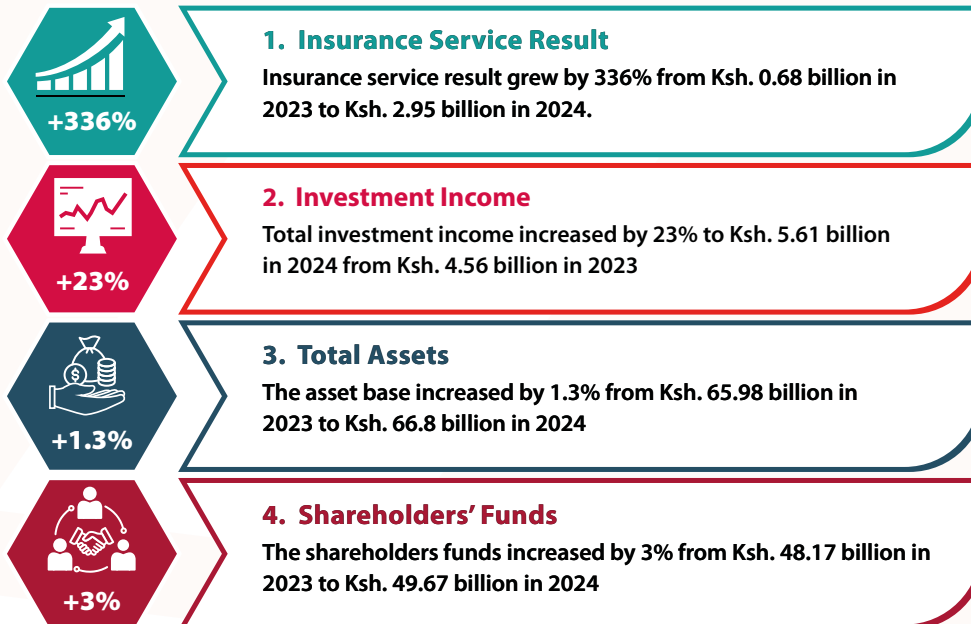 +336%
1. Insurance Service Result
Insurance service result grew by 336% from Ksh. 0.68 billion in
2023 to Ksh. 2.95 billion in 2024.
+23%
2. Investment Income
Total investment income increased by 23% to Ksh. 5.61 billion
in 2024 from Ksh. 4.56 billion in 2023
$
+1.3%
3. Total Assets
The asset base increased by 1.3% from Ksh. 65.98 billion in
2023 to Ksh. 66.8 billion in 2024
+3%
4. Shareholders’ Funds
The shareholders funds increased by 3% from Ksh. 48.17 billion in
2023 to Ksh. 49.67 billion in 2024